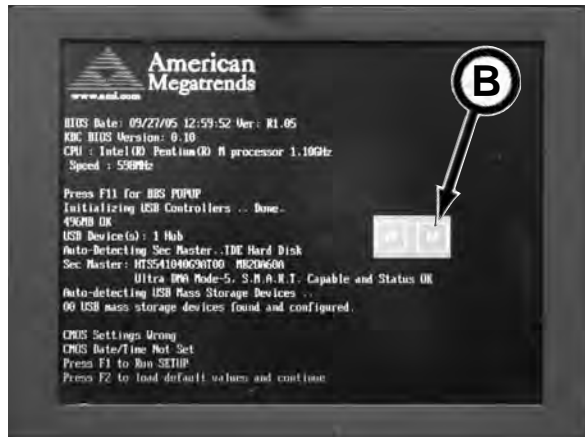 American
Megatrends
www.ami.com
BIOS Date: 09/27/05 12:59:52 Ver: R1.05
KBC BIOS Version: 0.10
CPU : Intel(R) Pentium(R) M processor 1.10GHz
Speed : 598MHz
Press F11 for BBS POPUP
Initializing USB Controllers .. Done.
496MB OK
USB Device(s): 1 Hub
Auto-Detecting Sec Master..IDE Hard Disk
Sec Master: HTS541040G9AT00 MB2OA60A
Ultra DMA Mode-5, S.M.A.R.T. Capable and Status OK
Auto-detecting USB Mass Storage Devices ..
00 USB mass storage devices found and configured.
CMOS Settings Wrong
CMOS Date/Time Not Set
Press F1 to Run SETUP
Press F2 to load default values and continue
B